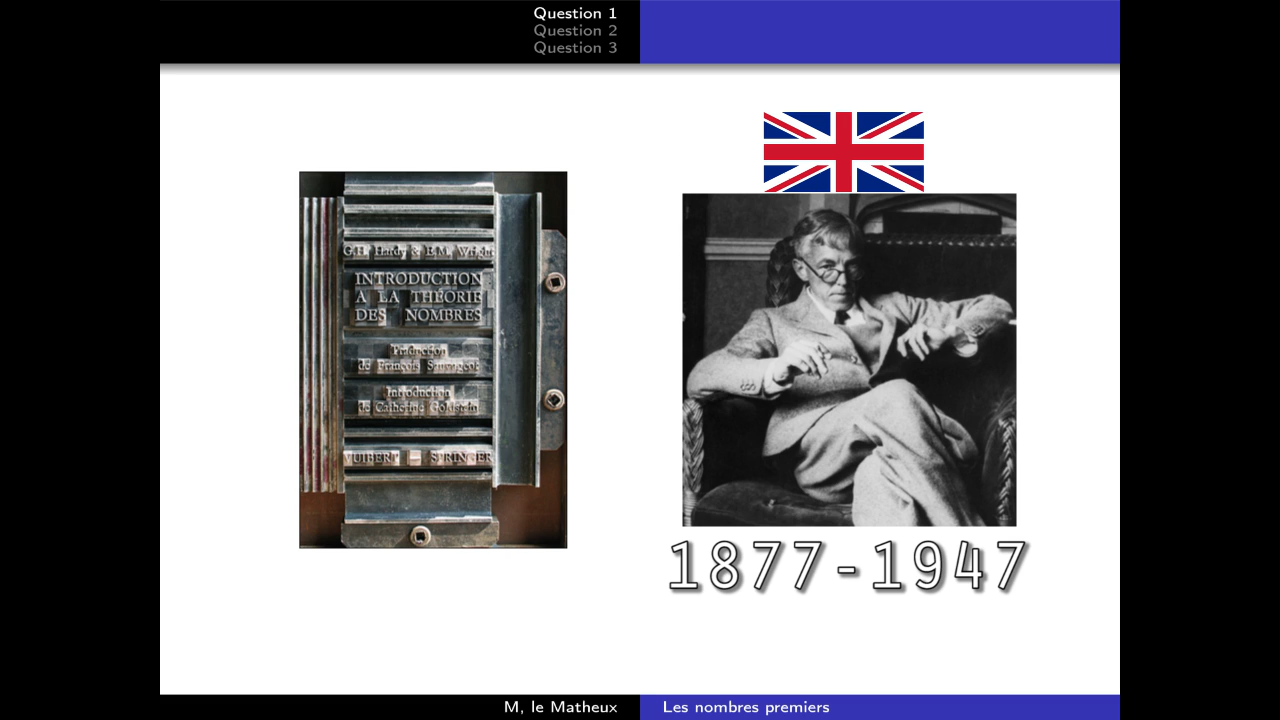 Question 1
Question 2
Question 3
G.H. Hardy & E.M. Wright
INTRODUCTION
A LA THÉORIE
DES NOMBRES
Traduction
de François Sauvageot
Introduction
de Catherine Goldstein
VUIBERT — SPRINGER
1877-1947
M, le Matheux
Les nombres premiers